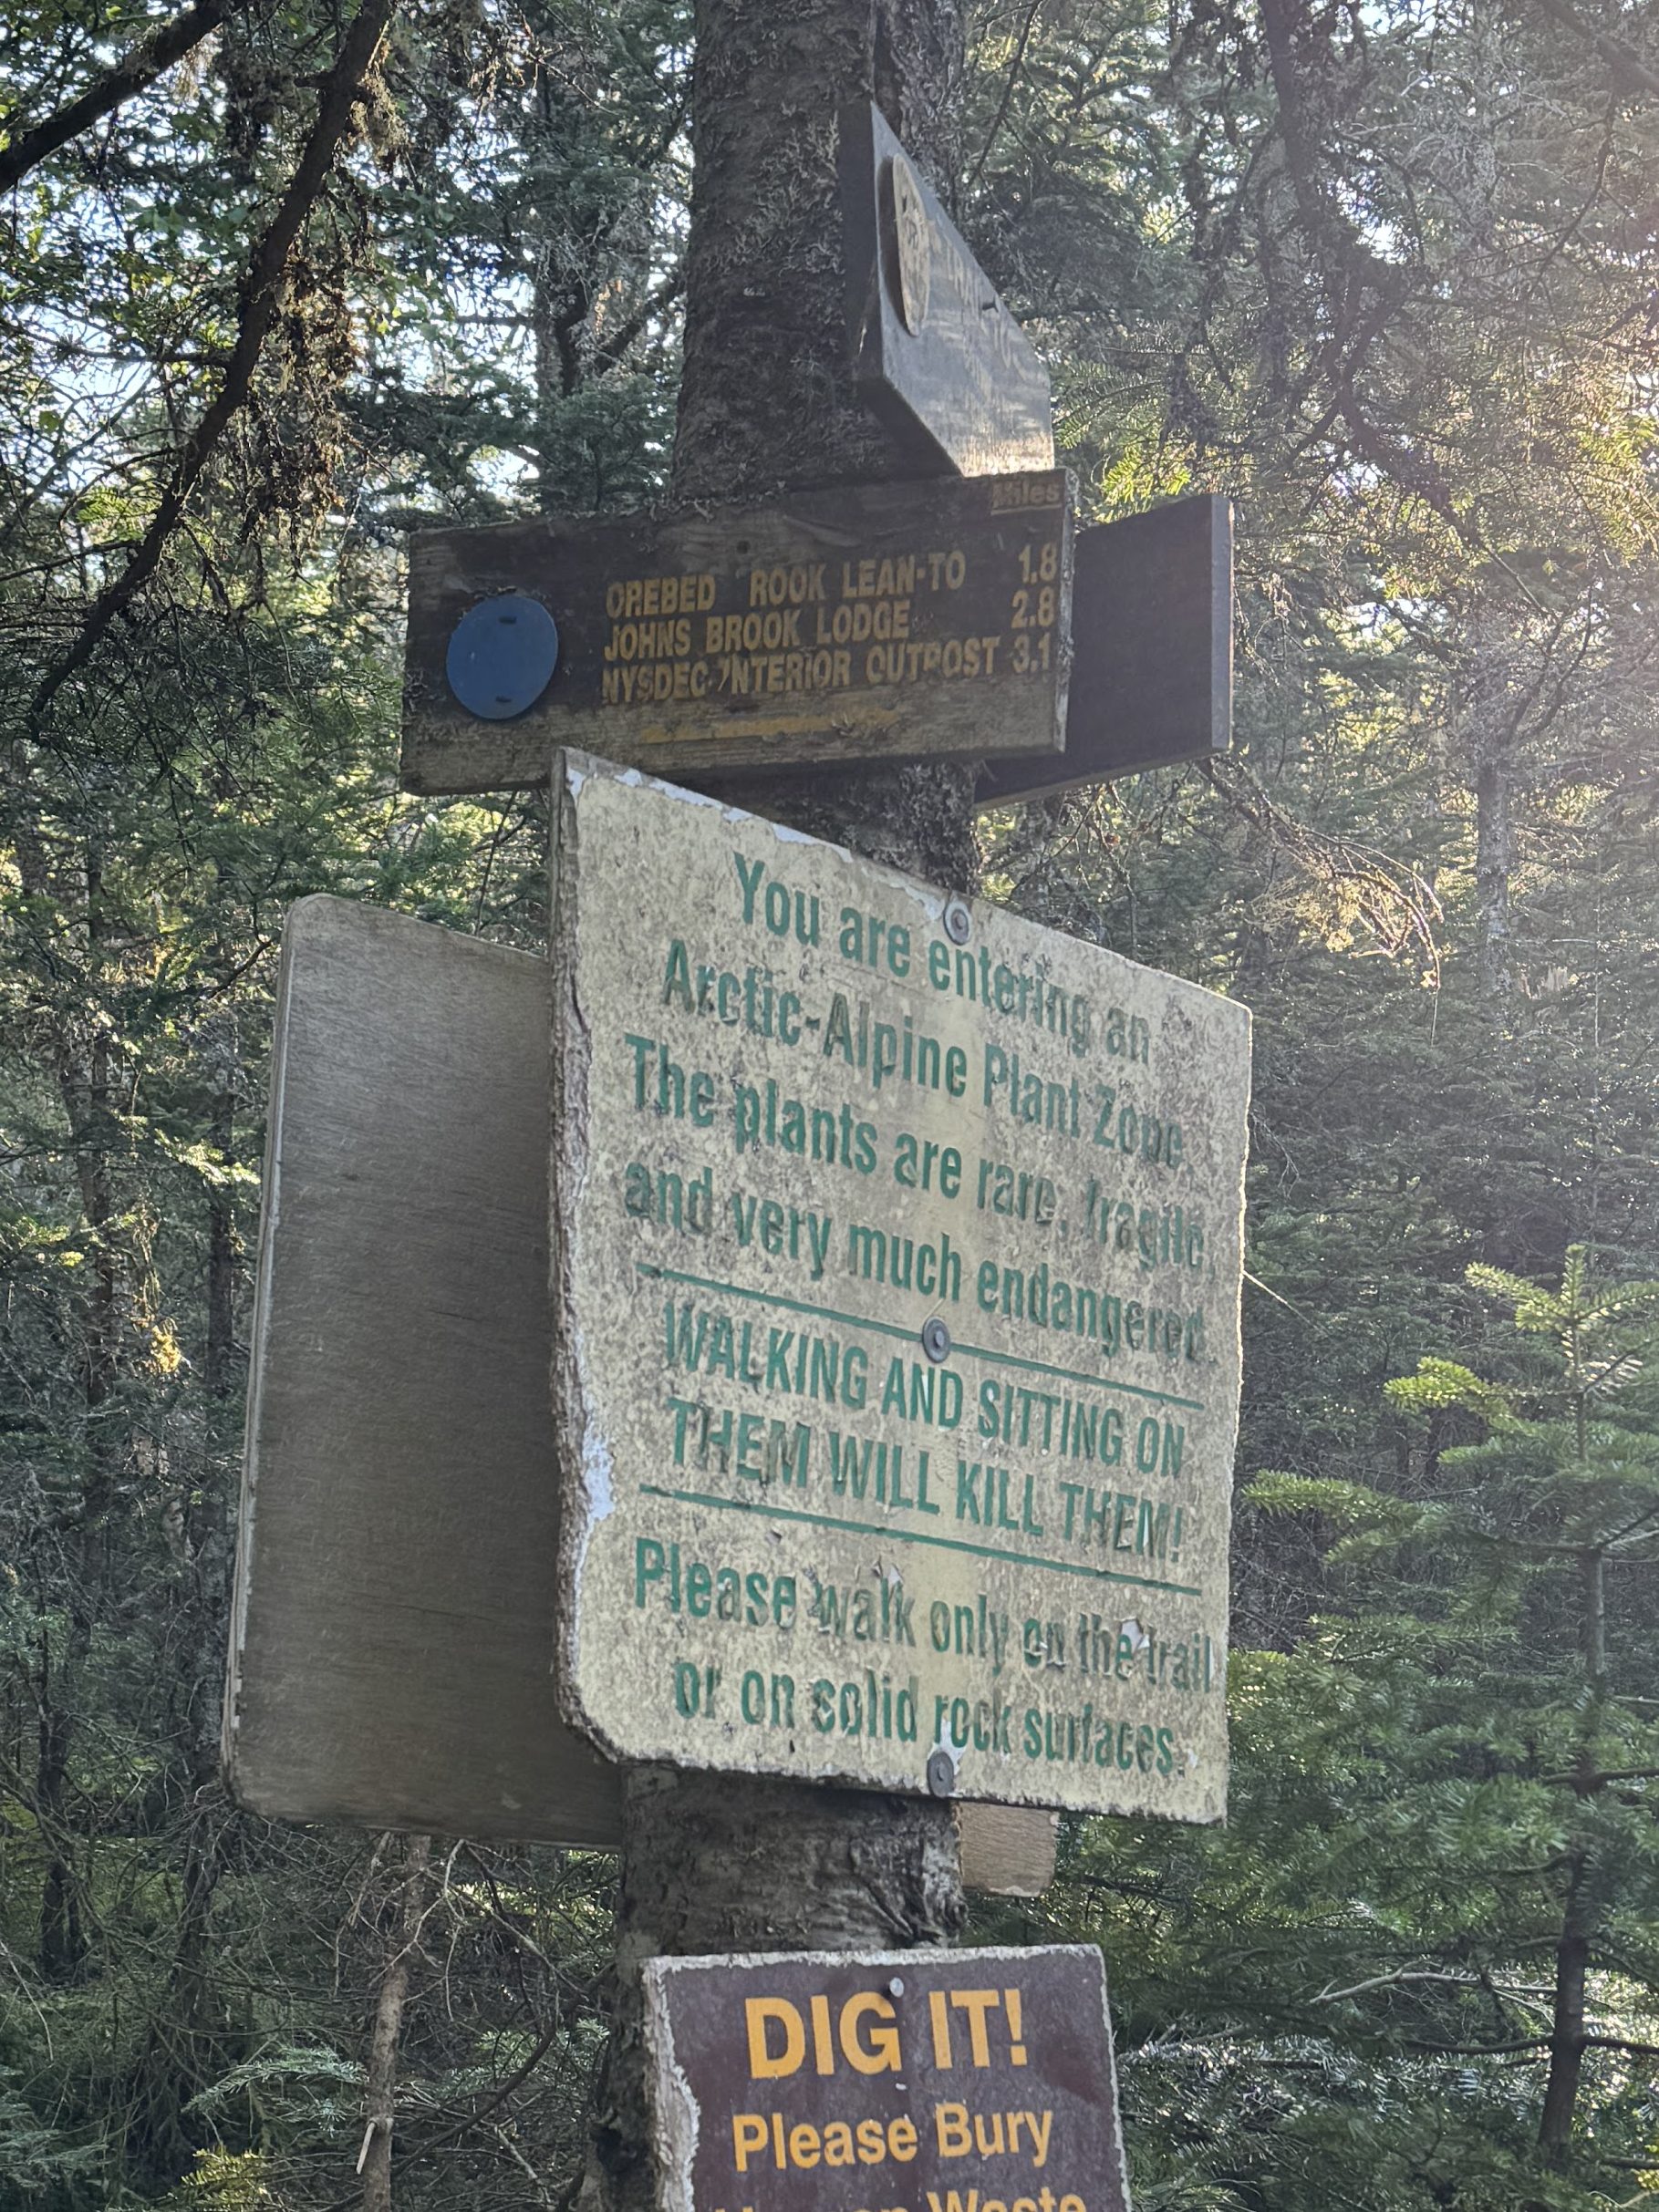 Miles
OREBED ROOK LEAN-TO 1.8
JOHNS BROOK LODGE 2.8
NYSDEC INTERIOR OUTPOST 3.1
You are entering an
Arctic-Alpine Plant Zone.
The plants are rare, fragile,
and very much endangered.
WALKING AND SITTING ON
THEM WILL KILL THEM!
Please walk only on the trail
or on solid rock surfaces.
DIG IT!
Please Bury
Human Waste